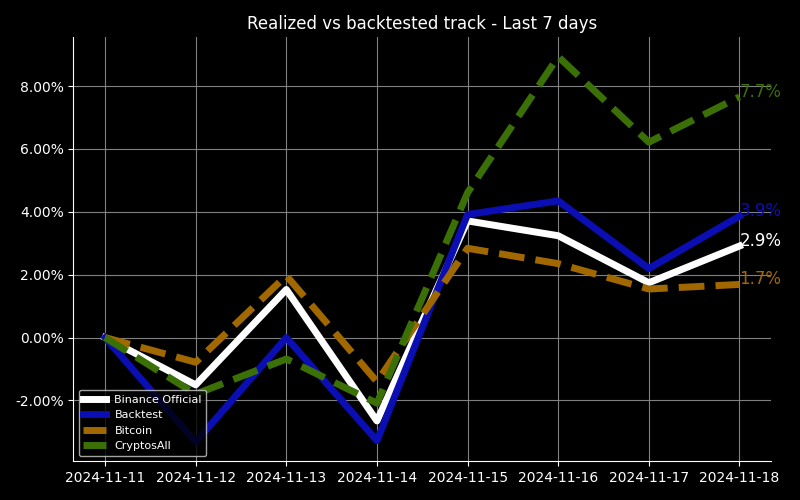 Realized vs backtested track - Last 7 days
8.00%
6.00%
4.00%
2.00%
0.00%
-2.00%
7.7%
3.9%
2.9%
1.7%
Binance Official
Backtest
Bitcoin
CryptosAll
2024-11-11 2024-11-12 2024-11-13 2024-11-14 2024-11-15 2024-11-16 2024-11-17 2024-11-18